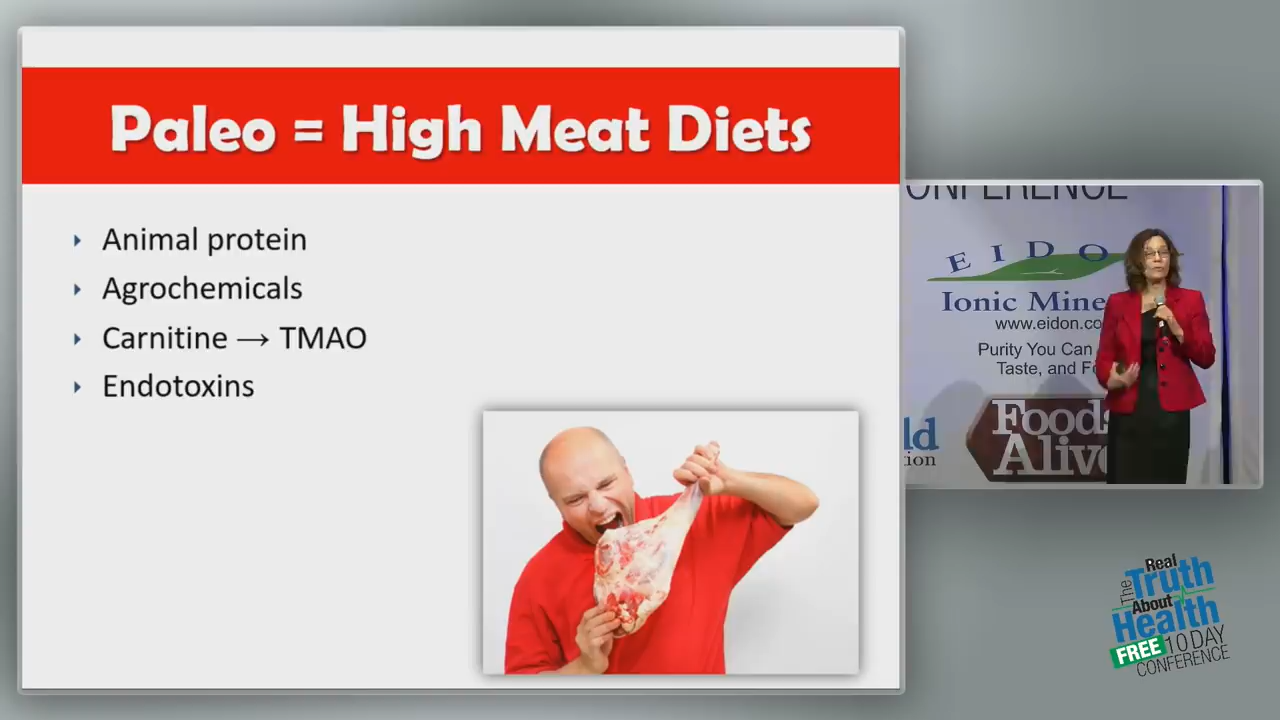 Paleo = High Meat Diets
Animal protein
Agrochemicals
Carnitine → TMAO
Endotoxins
CONFERENCE
EIDO
Ionic Mine
www.eidon.co
Purity You Can
Taste, and Fe
ld
tion
Foods
Alive
The Real
Truth
About
Health
FREE 10 DAY
CONFERENCE